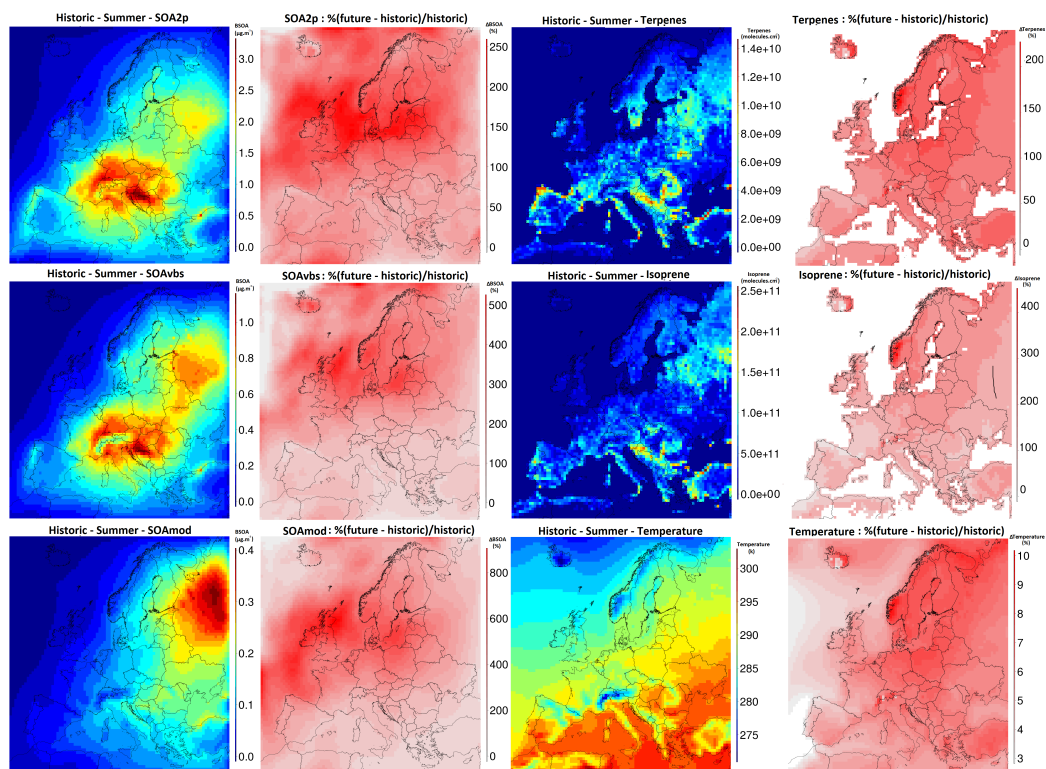 Historic - Summer - SOA2p
BSOA
(µg.m⁻³)
3.0
2.5
2.0
1.5
1.0
0.5
0.0
SOA2p : %(future - historic)/historic)
ΔBSOA
(%)
250
200
150
100
50
0
Historic - Summer - Terpenes
Terpenes
1.4e+10
1.2e+10
1.0e+10
8.0e+09
6.0e+09
4.0e+09
2.0e+09
0.0e+00
Terpenes : %(future - historic)/historic)
ΔTerpenes
(%)
200
150
100
50
0
Historic - Summer - SOAvbs
BSOA
(µg.m⁻³)
1.0
0.8
0.6
0.4
0.2
0.0
SOAvbs : %(future - historic)/historic)
ΔBSOA
(%)
500
400
300
200
100
0
Historic - Summer - Isoprene
Isoprene
2.5e+11
2.0e+11
1.5e+11
1.0e+11
5.0e+11
0.0e+00
Isoprene : %(future - historic)/historic)
ΔIsoprene
(%)
400
300
200
100
0
Historic - Summer - SOAmod
BSOA
(µg.m⁻³)
0.4
0.3
0.2
0.1
0.0
SOAmod : %(future - historic)/historic)
ΔBSOA
(%)
800
600
400
200
0
Historic - Summer - Temperature
Temperature
(k)
300
295
290
285
280
275
270
Temperature : %(future - historic)/historic)
ΔTemperature
(%)
10
9
8
7
6
5
4
3